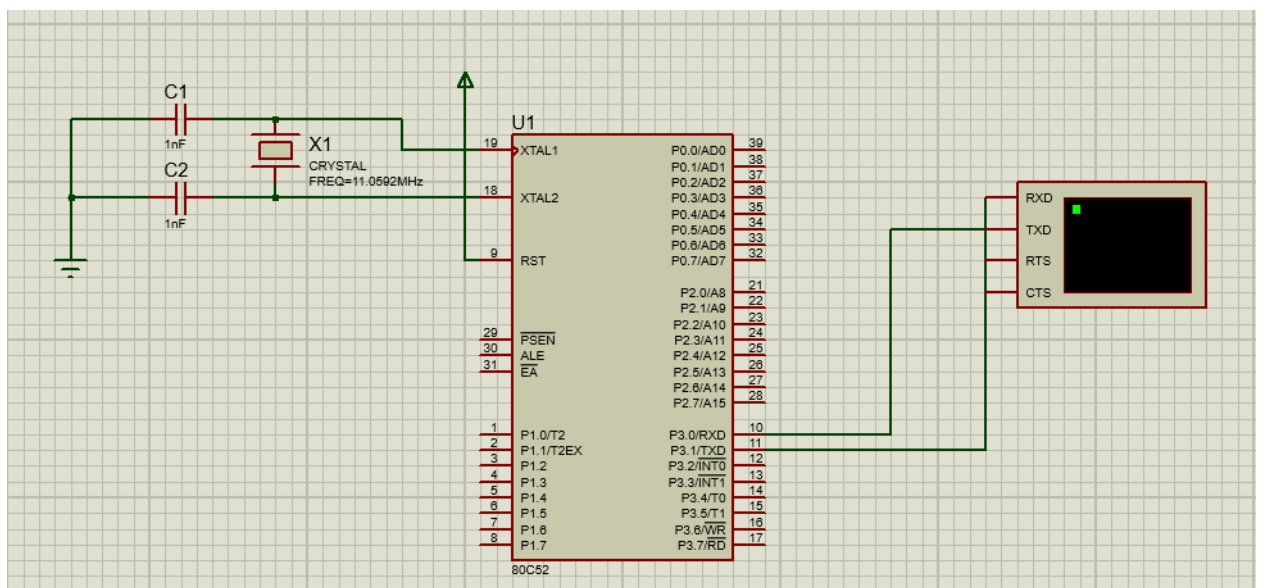 C1
1nF
X1
CRYSTAL
FREQ=11.0592MHz
C2
1nF
U1
19
XTAL1
18
XTAL2
9
RST
29
PSEN
30
ALE
31
EA
1
P1.0/T2
2
P1.1/T2EX
3
P1.2
4
P1.3
5
P1.4
6
P1.5
7
P1.6
8
P1.7
P0.0/AD0
39
P0.1/AD1
38
P0.2/AD2
37
P0.3/AD3
36
P0.4/AD4
35
P0.5/AD5
34
P0.6/AD6
33
P0.7/AD7
32
P2.0/A8
21
P2.1/A9
22
P2.2/A10
23
P2.3/A11
24
P2.4/A12
25
P2.5/A13
26
P2.6/A14
27
P2.7/A15
28
P3.0/RXD
10
P3.1/TXD
11
P3.2/INT0
12
P3.3/INT1
13
P3.4/T0
14
P3.5/T1
15
P3.6/WR
16
P3.7/RD
17
80C52
RXD
TXD
RTS
CTS